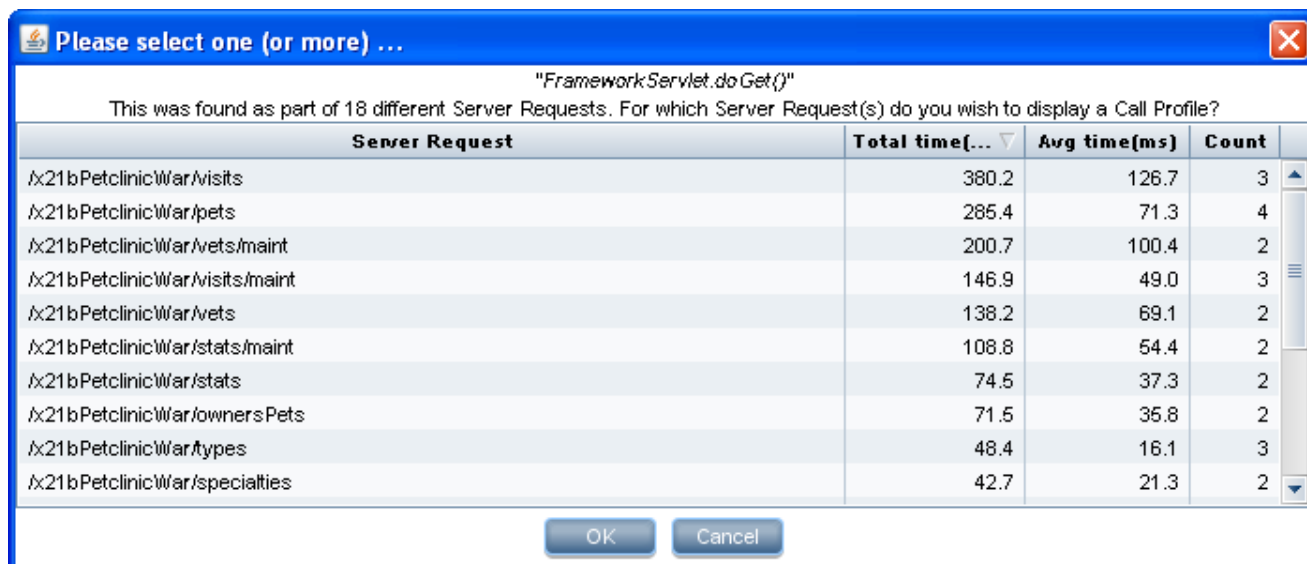 Please select one (or more) ...
"FrameworkServlet.doGet()"
This was found as part of 18 different Server Requests. For which Server Request(s) do you wish to display a Call Profile?
Server Request Total time(... Avg time(ms) Count
/x21bPetclinicWar/visits 380.2 126.7 3
/x21bPetclinicWar/pets 285.4 71.3 4
/x21bPetclinicWar/vets/maint 200.7 100.4 2
/x21bPetclinicWar/visits/maint 146.9 49.0 3
/x21bPetclinicWar/vets 138.2 69.1 2
/x21bPetclinicWar/stats/maint 108.8 54.4 2
/x21bPetclinicWar/stats 74.5 37.3 2
/x21bPetclinicWar/ownersPets 71.5 35.8 2
/x21bPetclinicWar/types 48.4 16.1 3
/x21bPetclinicWar/specialties 42.7 21.3 2
OK Cancel